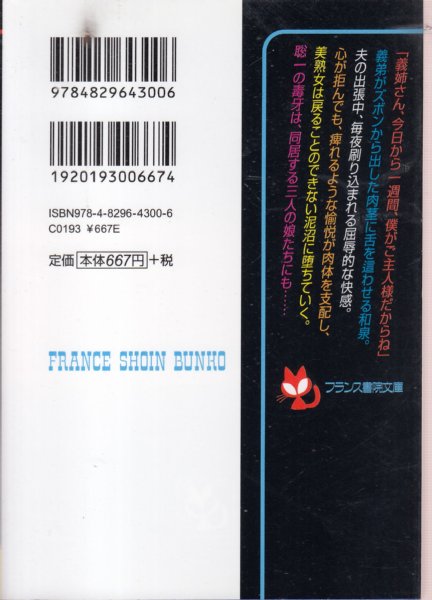 9784829643006
1920193006674
ISBN978-4-8296-4300-6
C0193 ¥667E
定価 本体667円 +税
FRANCE SHOIN BUNKO
「義姉さん、今日から一週間、僕がご主人様だからね」
義弟がズボンから出した肉茎に舌を遣わせる和泉。
夫の出張中、毎夜刷り込まれる屈辱的な快感。
心が拒んでも、痺れるような愉悦が肉体を支配し、
美熟女は戻ることのできない泥沼に堕ちていく。
聡一の毒牙は、同居する三人の娘たちにも……
フランス書院文庫